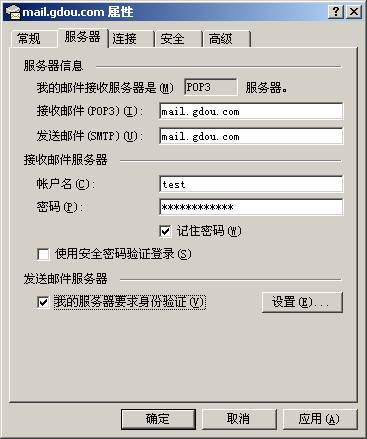 mail.gdou.com 属性
常规 服务器 连接 安全 高级
服务器信息
我的邮件接收服务器是(M) POP3 服务器。
接收邮件(POP3)(I): mail.gdou.com
发送邮件(SMTP)(U): mail.gdou.com
接收邮件服务器
帐户名(C): test
密码(P): ************
记住密码(W)
使用安全密码验证登录(S)
发送邮件服务器
我的服务器要求身份验证(V) 设置(E)...
确定 取消 应用(A)